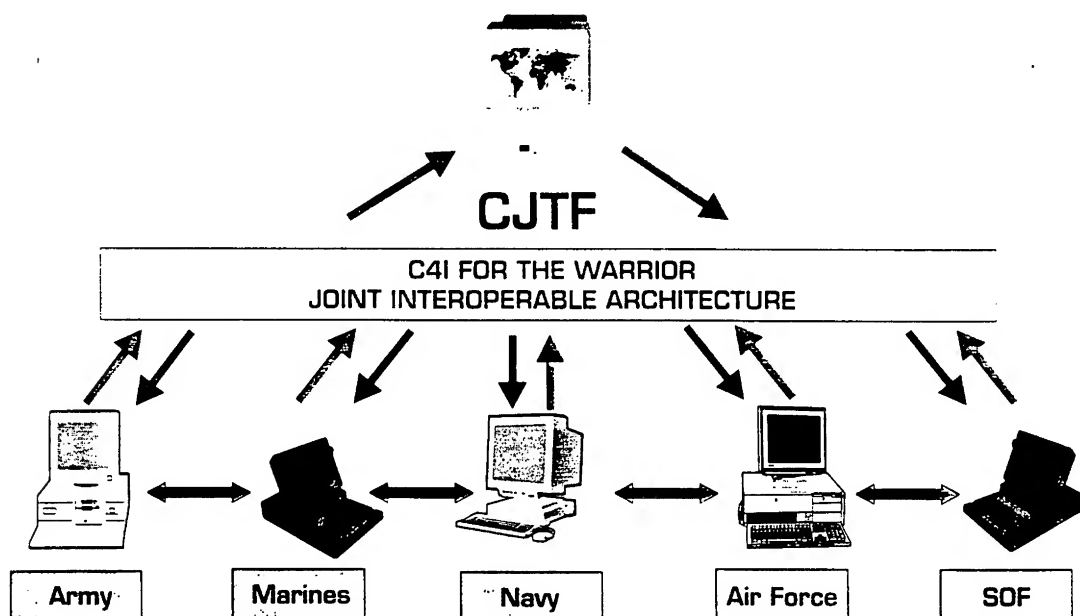 CJTF
C4I FOR THE WARRIOR
JOINT INTEROPERABLE ARCHITECTURE
Army
Marines
Navy
Air Force
SOF